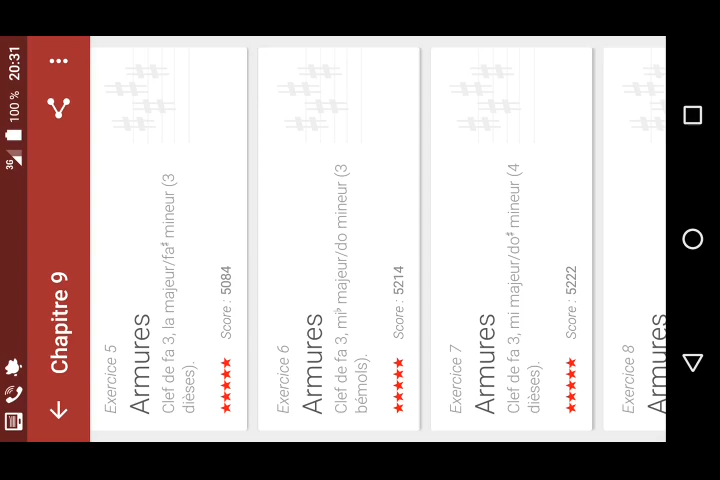 3G 100 % 20:31
Chapitre 9
Exercice 5
Armures
Clef de fa 3, la majeur/fa♯ mineur (3
dièses).
Score : 5084
Exercice 6
Armures
Clef de fa 3, mi♭ majeur/do mineur (3
bémols).
Score : 5214
Exercice 7
Armures
Clef de fa 3, mi majeur/do♯ mineur (4
dièses).
Score : 5222
Exercice 8
Armures